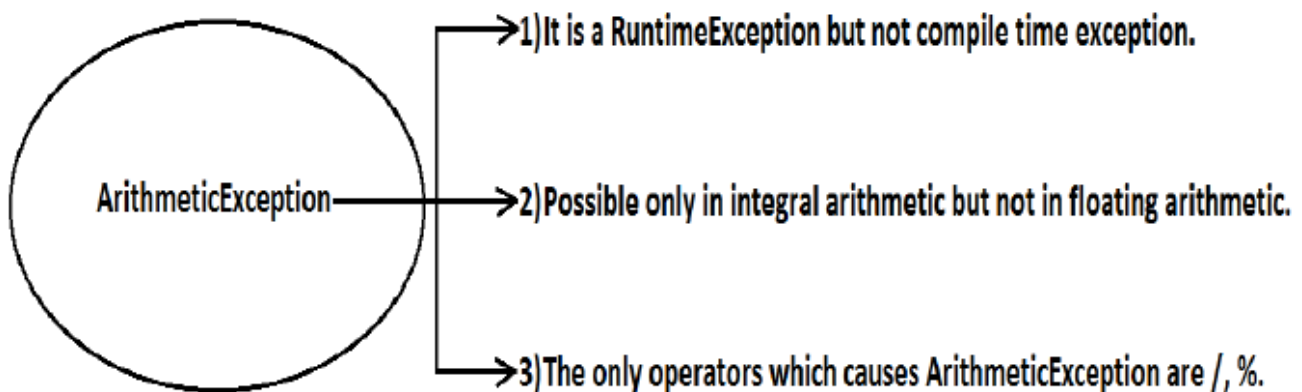 1)It is a RuntimeException but not compile time exception.
ArithmeticException
2)Possible only in integral arithmetic but not in floating arithmetic.
3)The only operators which causes ArithmeticException are /, %.